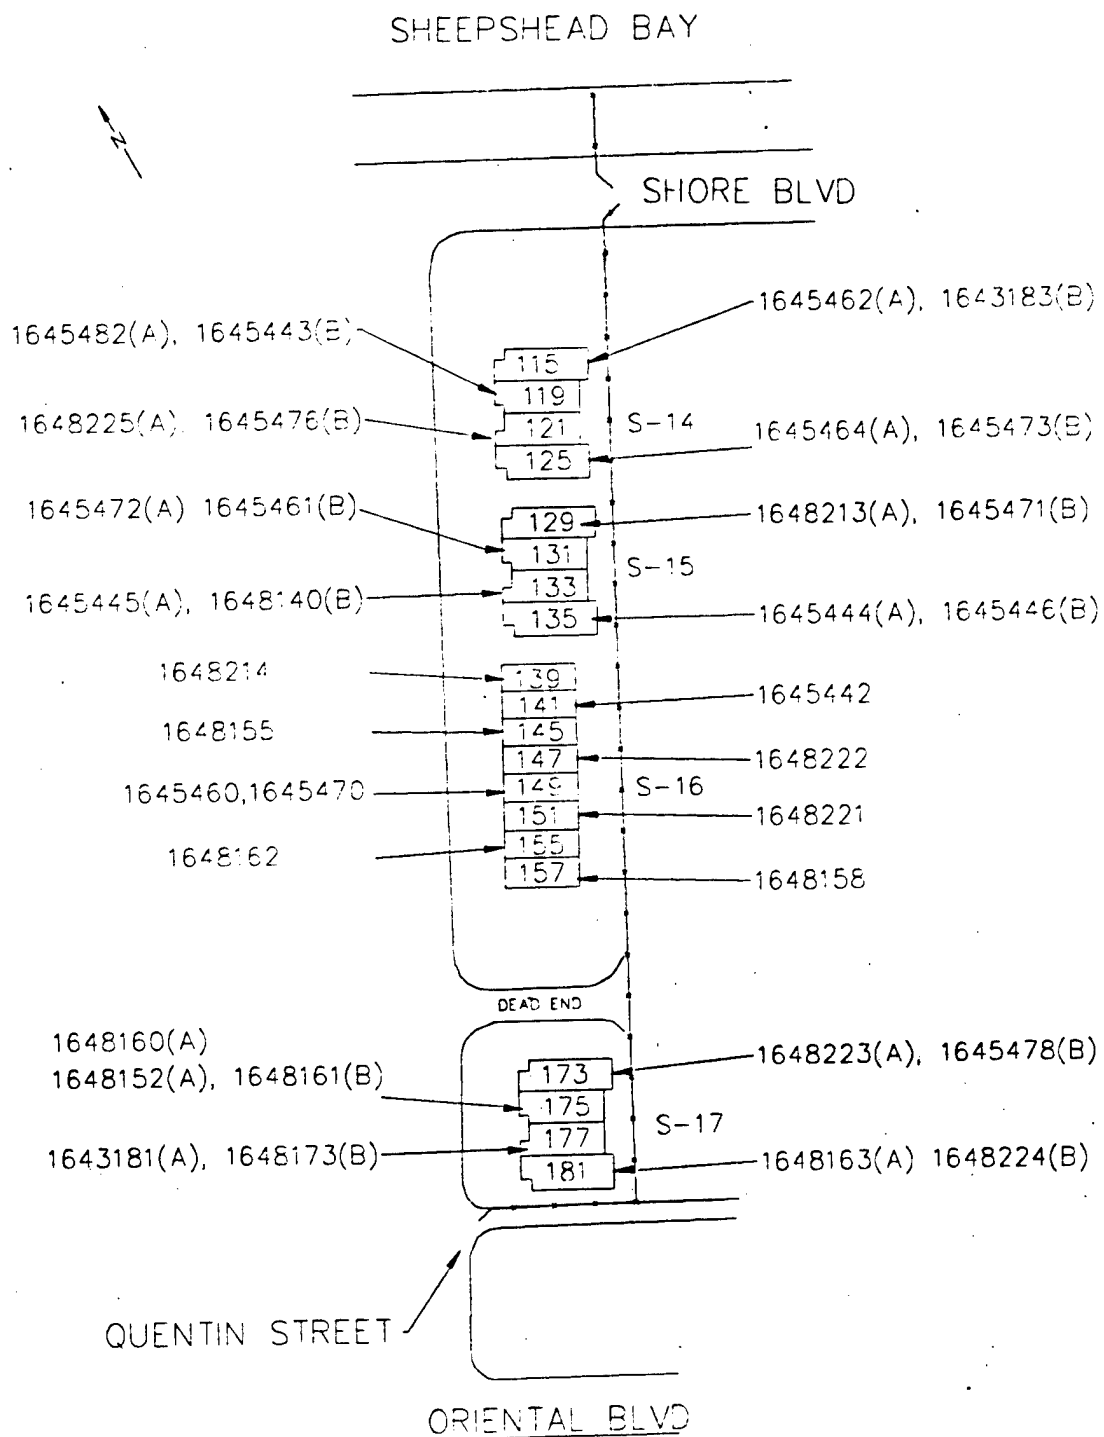 SHEEPSHEAD BAY
N
SHORE BLVD
1645462(A), 1643183(B)
1645482(A), 1645443(B)
115
119
1648225(A), 1645476(B)
121
S-14
1645464(A), 1645473(B)
125
1645472(A) 1645461(B)
129
1648213(A), 1645471(B)
131
S-15
133
1645445(A), 1648140(B)
135
1645444(A), 1645446(B)
1648214
139
141
1645442
1648155
145
147
1648222
1645460,1645470
149
S-16
151
1648221
1648162
155
157
1648158
DEAD END
1648160(A)
1648152(A), 1648161(B)
173
1648223(A), 1645478(B)
175
S-17
177
1643181(A), 1648173(B)
181
1648163(A) 1648224(B)
QUENTIN STREET
ORIENTAL BLVD